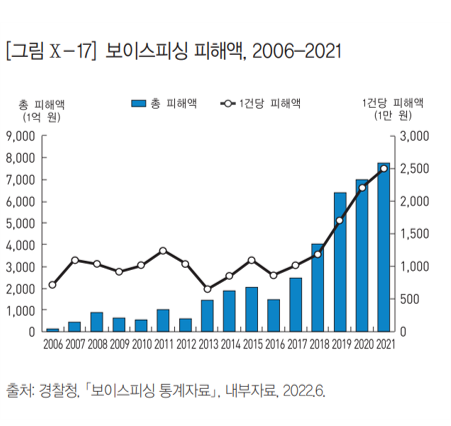 [그림 Ⅹ-17] 보이스피싱 피해액, 2006-2021
총 피해액
(1억 원)
총 피해액
1건당 피해액
1건당 피해액
(1만 원)
9,000
8,000
7,000
6,000
5,000
4,000
3,000
2,000
1,000
0
3,000
2,500
2,000
1,500
1,000
500
0
2006 2007 2008 2009 2010 2011 2012 2013 2014 2015 2016 2017 2018 2019 2020 2021
출처: 경찰청, 「보이스피싱 통계자료」, 내부자료, 2022.6.